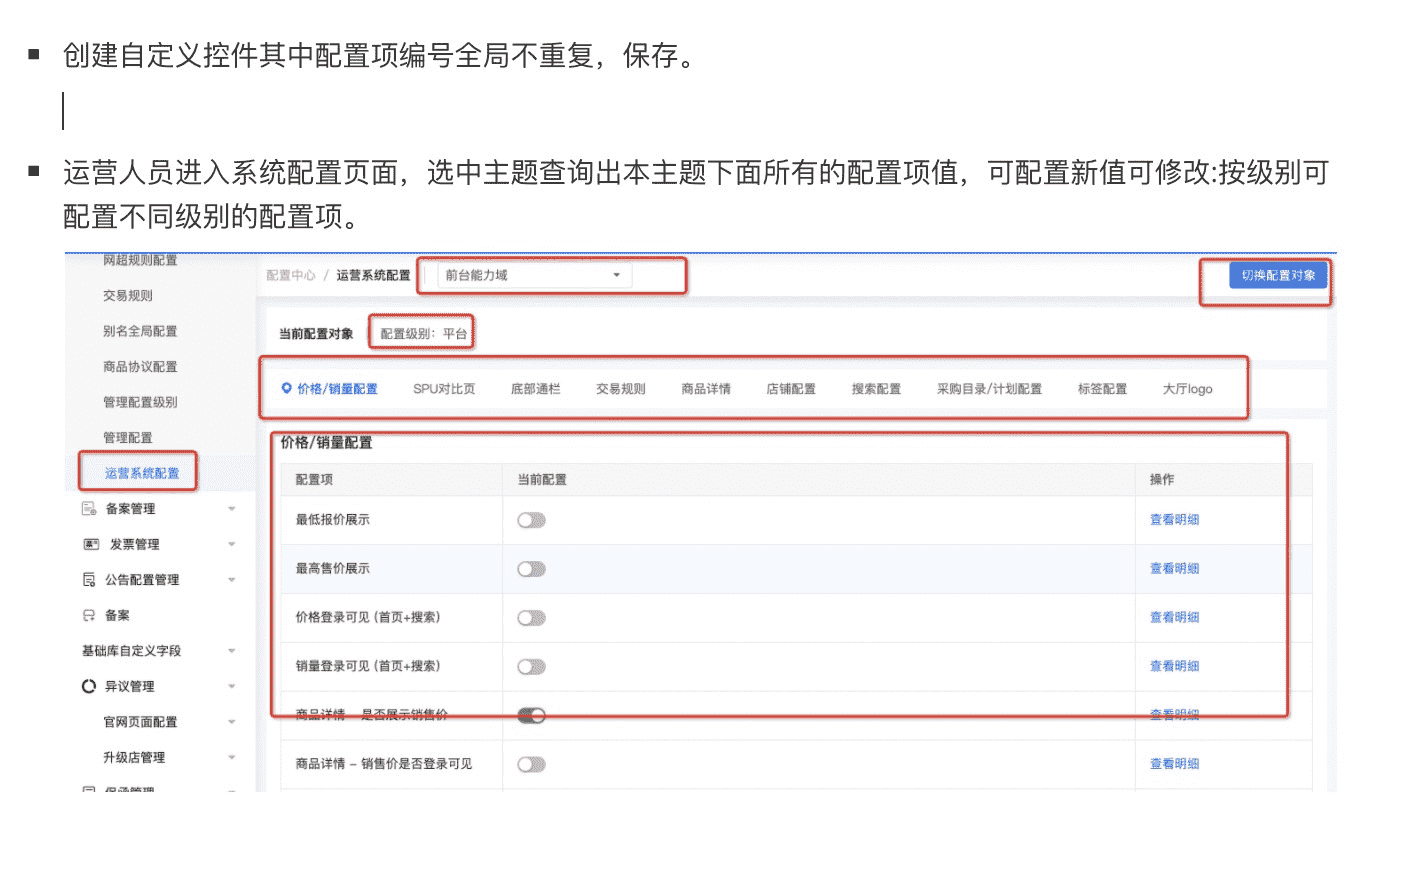 创建自定义控件其中配置项编号全局不重复，保存。
运营人员进入系统配置页面，选中主题查询出本主题下面所有的配置项值，可配置新值可修改:按级别可
配置不同级别的配置项。
网超规则配置
交易规则
别名全局配置
商品协议配置
管理配置级别
管理配置
运营系统配置
备案管理
发票管理
公告配置管理
备案
基础库自定义字段
异议管理
官网页面配置
升级店管理
保函管理
配置中心 / 运营系统配置 前台能力域 切换配置对象
当前配置对象 配置级别：平台
价格/销量配置 SPU对比页 底部通栏 交易规则 商品详情 店铺配置 搜索配置 采购目录/计划配置 标签配置 大厅logo
价格/销量配置
配置项 当前配置 操作
最低报价展示 查看明细
最高售价展示 查看明细
价格登录可见 (首页+搜索) 查看明细
销量登录可见 (首页+搜索) 查看明细
商品详情 - 是否展示销售价 查看明细
商品详情 - 销售价是否登录可见 查看明细